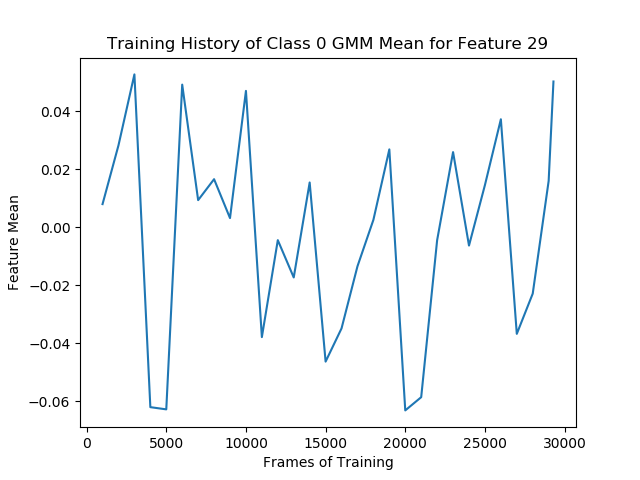 Training History of Class 0 GMM Mean for Feature 29
0.04
0.02
0.00
−0.02
−0.04
−0.06
Feature Mean
0 5000 10000 15000 20000 25000 30000
Frames of Training